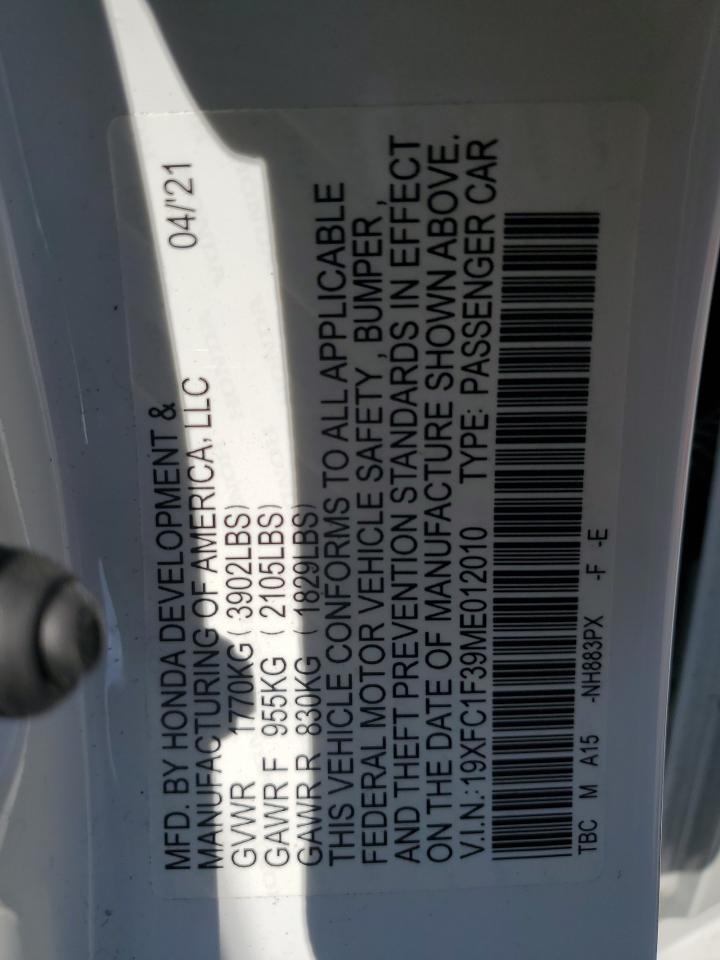 MFD. BY HONDA DEVELOPMENT &
MANUFACTURING OF AMERICA, LLC 04/'21
GVWR 1770KG ( 3902LBS)
GAWR F 955KG ( 2105LBS)
GAWR R 830KG ( 1829LBS)
THIS VEHICLE CONFORMS TO ALL APPLICABLE
FEDERAL MOTOR VEHICLE SAFETY, BUMPER,
AND THEFT PREVENTION STANDARDS IN EFFECT
ON THE DATE OF MANUFACTURE SHOWN ABOVE.
V.I.N.:19XFC1F39ME012010 TYPE: PASSENGER CAR
TBC M A15 -NH883PX -F -E